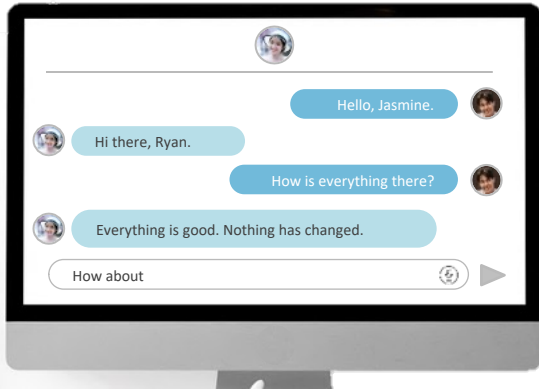 Hello, Jasmine.
Hi there, Ryan.
How is everything there?
Everything is good. Nothing has changed.
How about